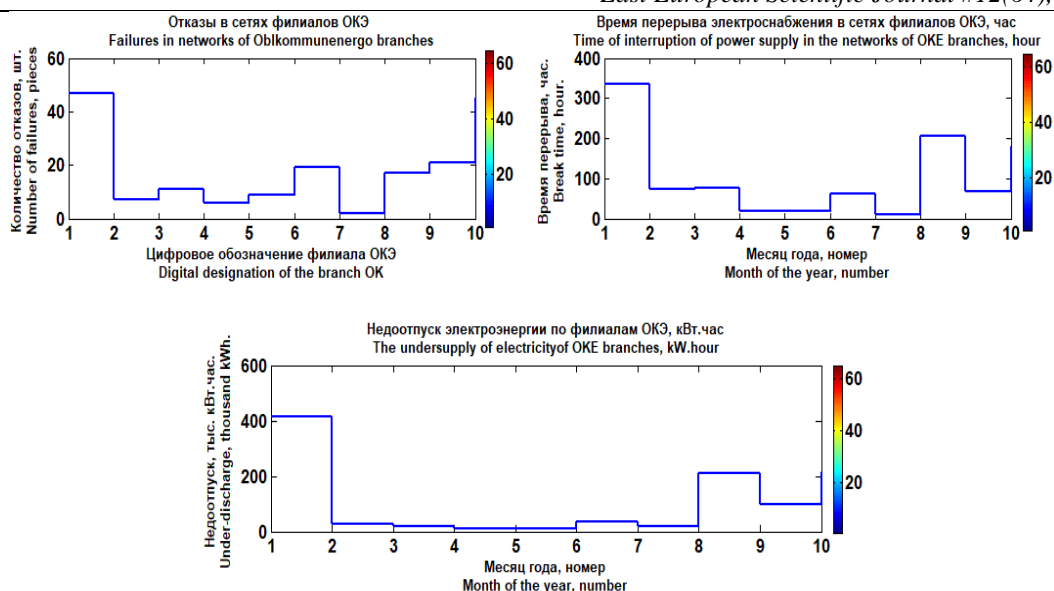 East European Scientific Journal #12(64),
Отказы в сетях филиалов ОКЭ
Failures in networks of Oblkommunenergo branches
Количество отказов, шт.
Number of failures, pieces
60
40
20
0
1 2 3 4 5 6 7 8 9 10
60
40
20
Цифровое обозначение филиала ОКЭ
Digital designation of the branch OK
Время перерыва электроснабжения в сетях филиалов ОКЭ, час
Time of interruption of power supply in the networks of OKE branches, hour
Время перерыва, час.
Break time, hour.
400
300
200
100
0
1 2 3 4 5 6 7 8 9 10
60
40
20
Месяц года, номер
Month of the year, number
Недоотпуск электроэнергии по филиалам ОКЭ, кВт.час
The undersupply of electricityof OKE branches, kW.hour
Недоотпуск, тыс. кВт.час.
Under-discharge, thousand kWh.
600
400
200
0
1 2 3 4 5 6 7 8 9 10
60
40
20
Месяц года, номер
Month of the year, number